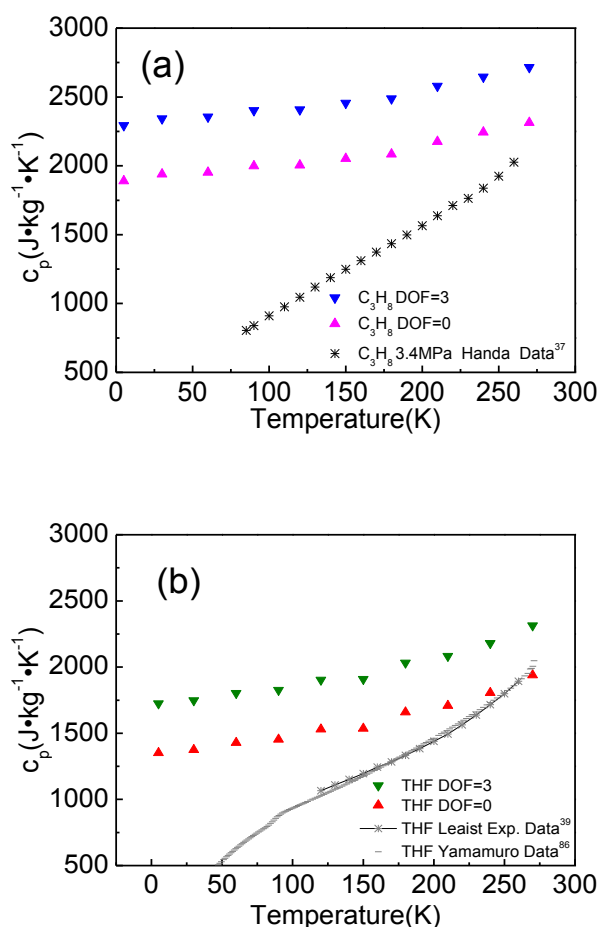 (a)
3000
2500
2000
1500
1000
500
c_p(J•kg⁻¹•K⁻¹)
C₃H₈ DOF=3
C₃H₈ DOF=0
C₃H₈ 3.4MPa Handa Data³⁷
0 50 100 150 200 250 300
Temperature(K)
(b)
3000
2500
2000
1500
1000
500
c_p(J•kg⁻¹•K⁻¹)
THF DOF=3
THF DOF=0
THF Leaist Exp. Data³⁹
THF Yamamuro Data⁸⁶
0 50 100 150 200 250 300
Temperature(K)